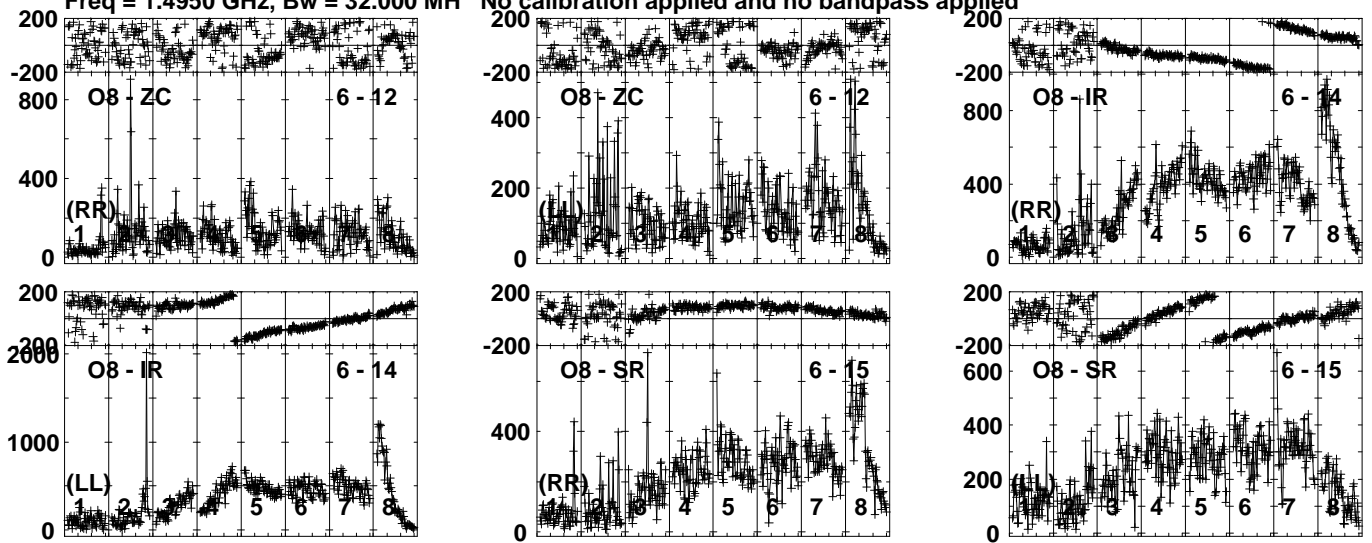 Freq = 1.4950 GHz, Bw = 32.000 MH No calibration applied and no bandpass applied
200
-200
O8 - ZC 6 - 12
800
400
0
(RR)
1 2 3 4 5 6 7 8
200
-200
O8 - ZC 6 - 12
400
200
0
(LL)
1 2 3 4 5 6 7 8
200
-200
O8 - IR 6 - 14
800
400
0
(RR)
1 2 3 4 5 6 7 8
200
-200
O8 - IR 6 - 14
2000
1000
0
(LL)
1 2 3 4 5 6 7 8
200
-200
O8 - SR 6 - 15
400
0
(RR)
1 2 3 4 5 6 7 8
200
-200
O8 - SR 6 - 15
600
400
200
0
(LL)
1 2 3 4 5 6 7 8